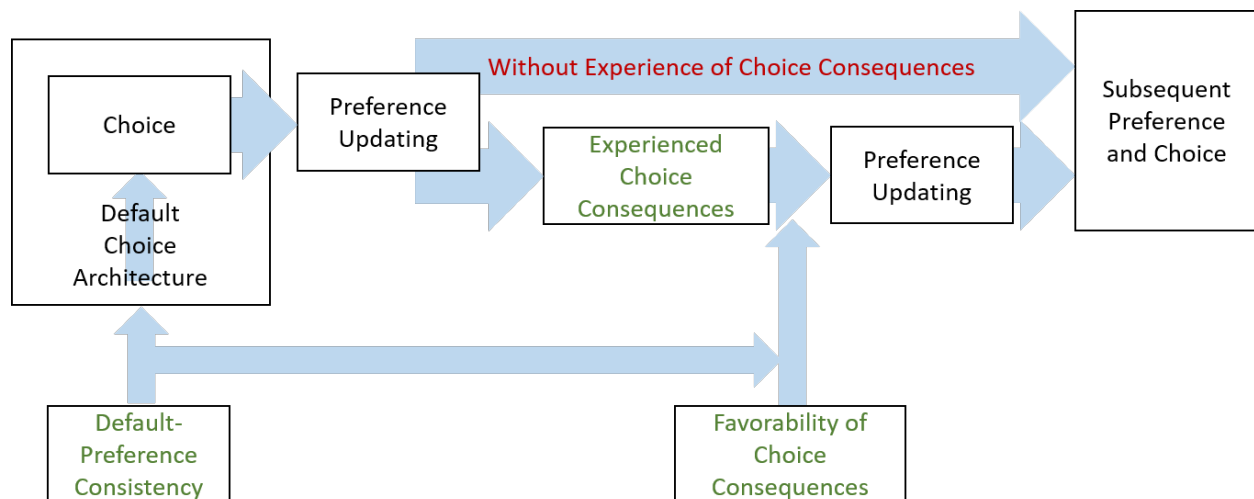 Without Experience of Choice Consequences
Choice
Default
Choice
Architecture
Preference
Updating
Experienced
Choice
Consequences
Preference
Updating
Subsequent
Preference
and Choice
Default-
Preference
Consistency
Favorability of
Choice
Consequences